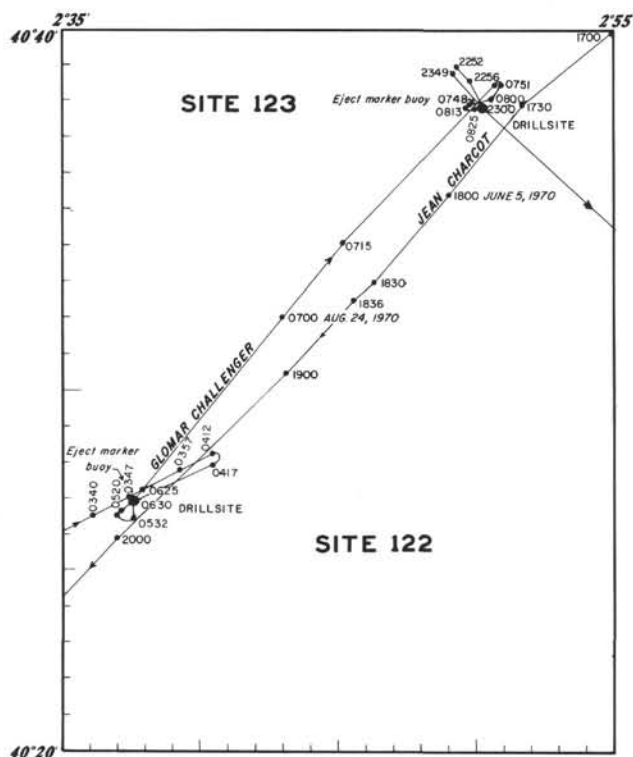 2°35'
2°55'
40°40'
1700
2252
2349
2256
0751
Eject marker buoy
0748
0800
0813
2300
1730
0825
DRILLSITE
SITE 123
JEAN CHARCOT
1800 JUNE 5, 1970
0715
1830
1836
0700 AUG. 24, 1970
GLOMAR CHALLENGER
1900
0412
0357
Eject marker
buoy
0417
0347
0340
0520
0625
0630
DRILLSITE
0532
2000
SITE 122
40°20'